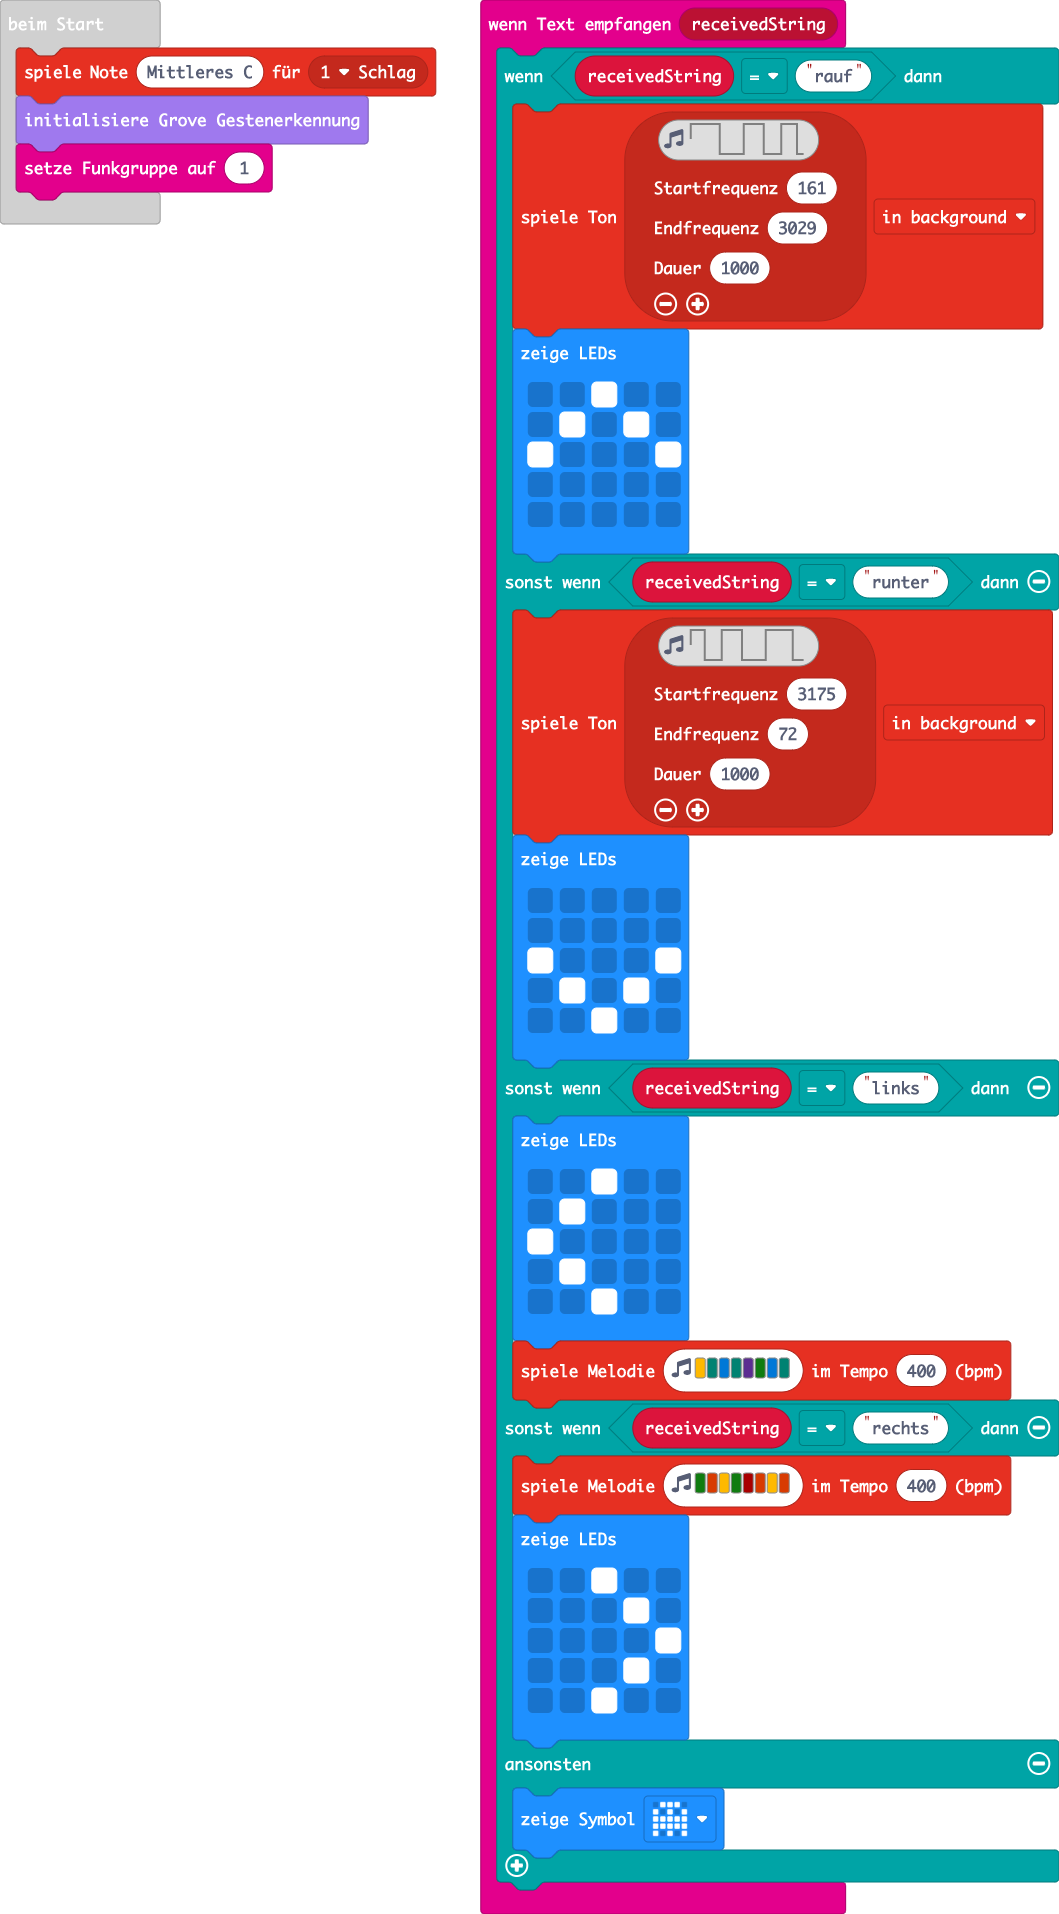 beim Start
spiele Note Mittleres C für 1 Schlag
initialisiere Grove Gestenerkennung
setze Funkgruppe auf 1
wenn Text empfangen receivedString
wenn receivedString = "rauf" dann
Startfrequenz 161
spiele Ton in background
Endfrequenz 3029
Dauer 1000
zeige LEDs
sonst wenn receivedString = "runter" dann
Startfrequenz 3175
spiele Ton in background
Endfrequenz 72
Dauer 1000
zeige LEDs
sonst wenn receivedString = "links" dann
zeige LEDs
spiele Melodie im Tempo 400 (bpm)
sonst wenn receivedString = "rechts" dann
spiele Melodie im Tempo 400 (bpm)
zeige LEDs
ansonsten
zeige Symbol